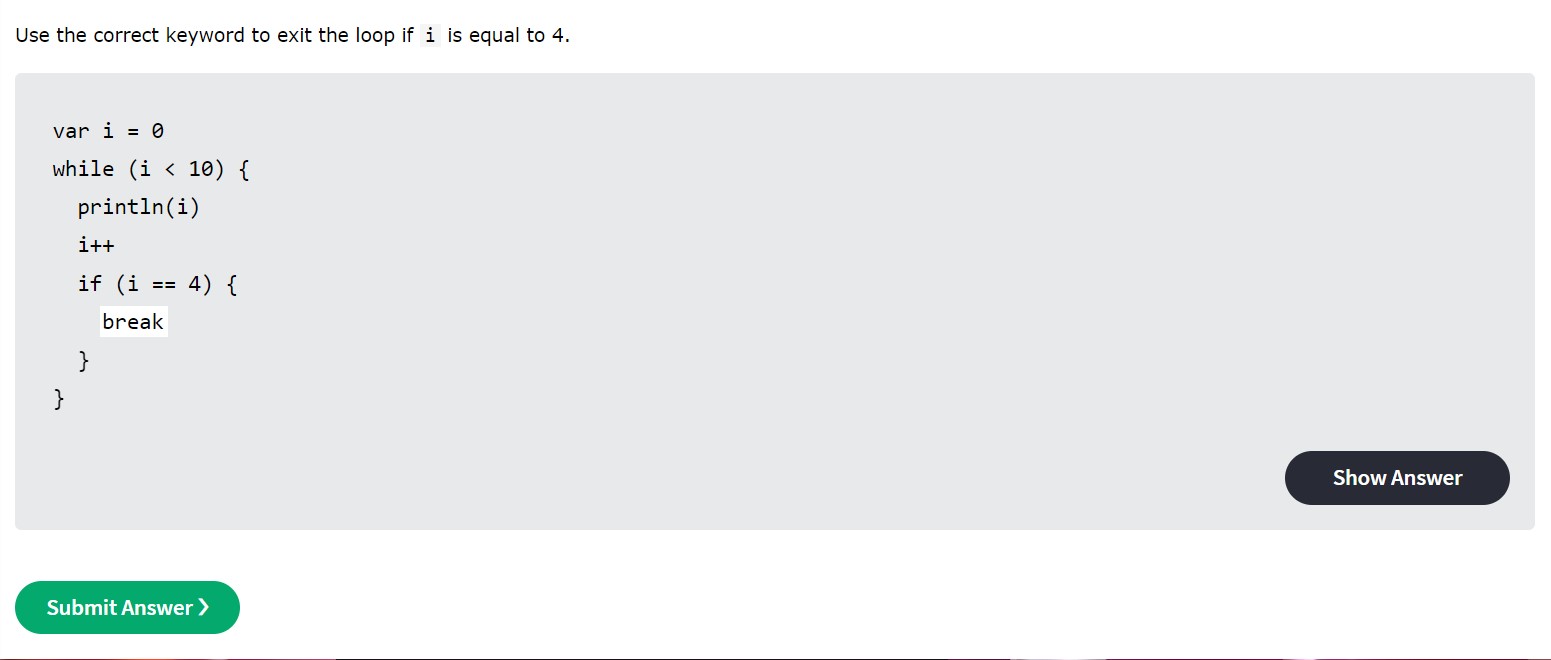 Use the correct keyword to exit the loop if i is equal to 4.
var i = 0
while (i < 10) {
  println(i)
  i++
  if (i == 4) {
    break
  }
}
Show Answer
Submit Answer ❯